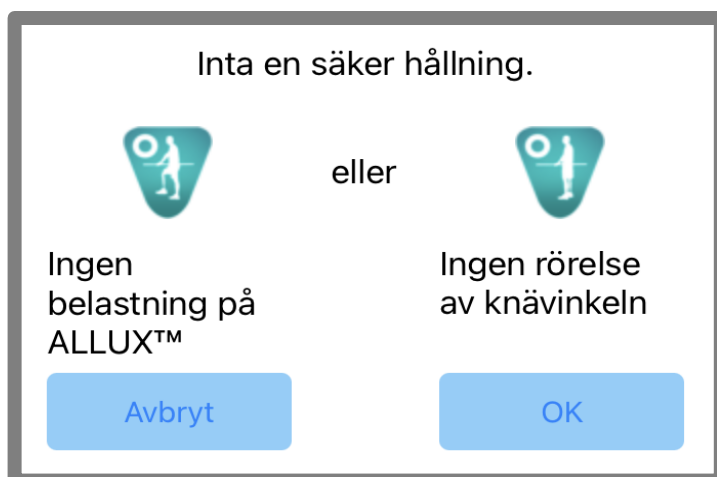 Inta en säker hållning.
eller
Ingen
belastning på
ALLUX™
Ingen rörelse
av knävinkeln
Avbryt
OK